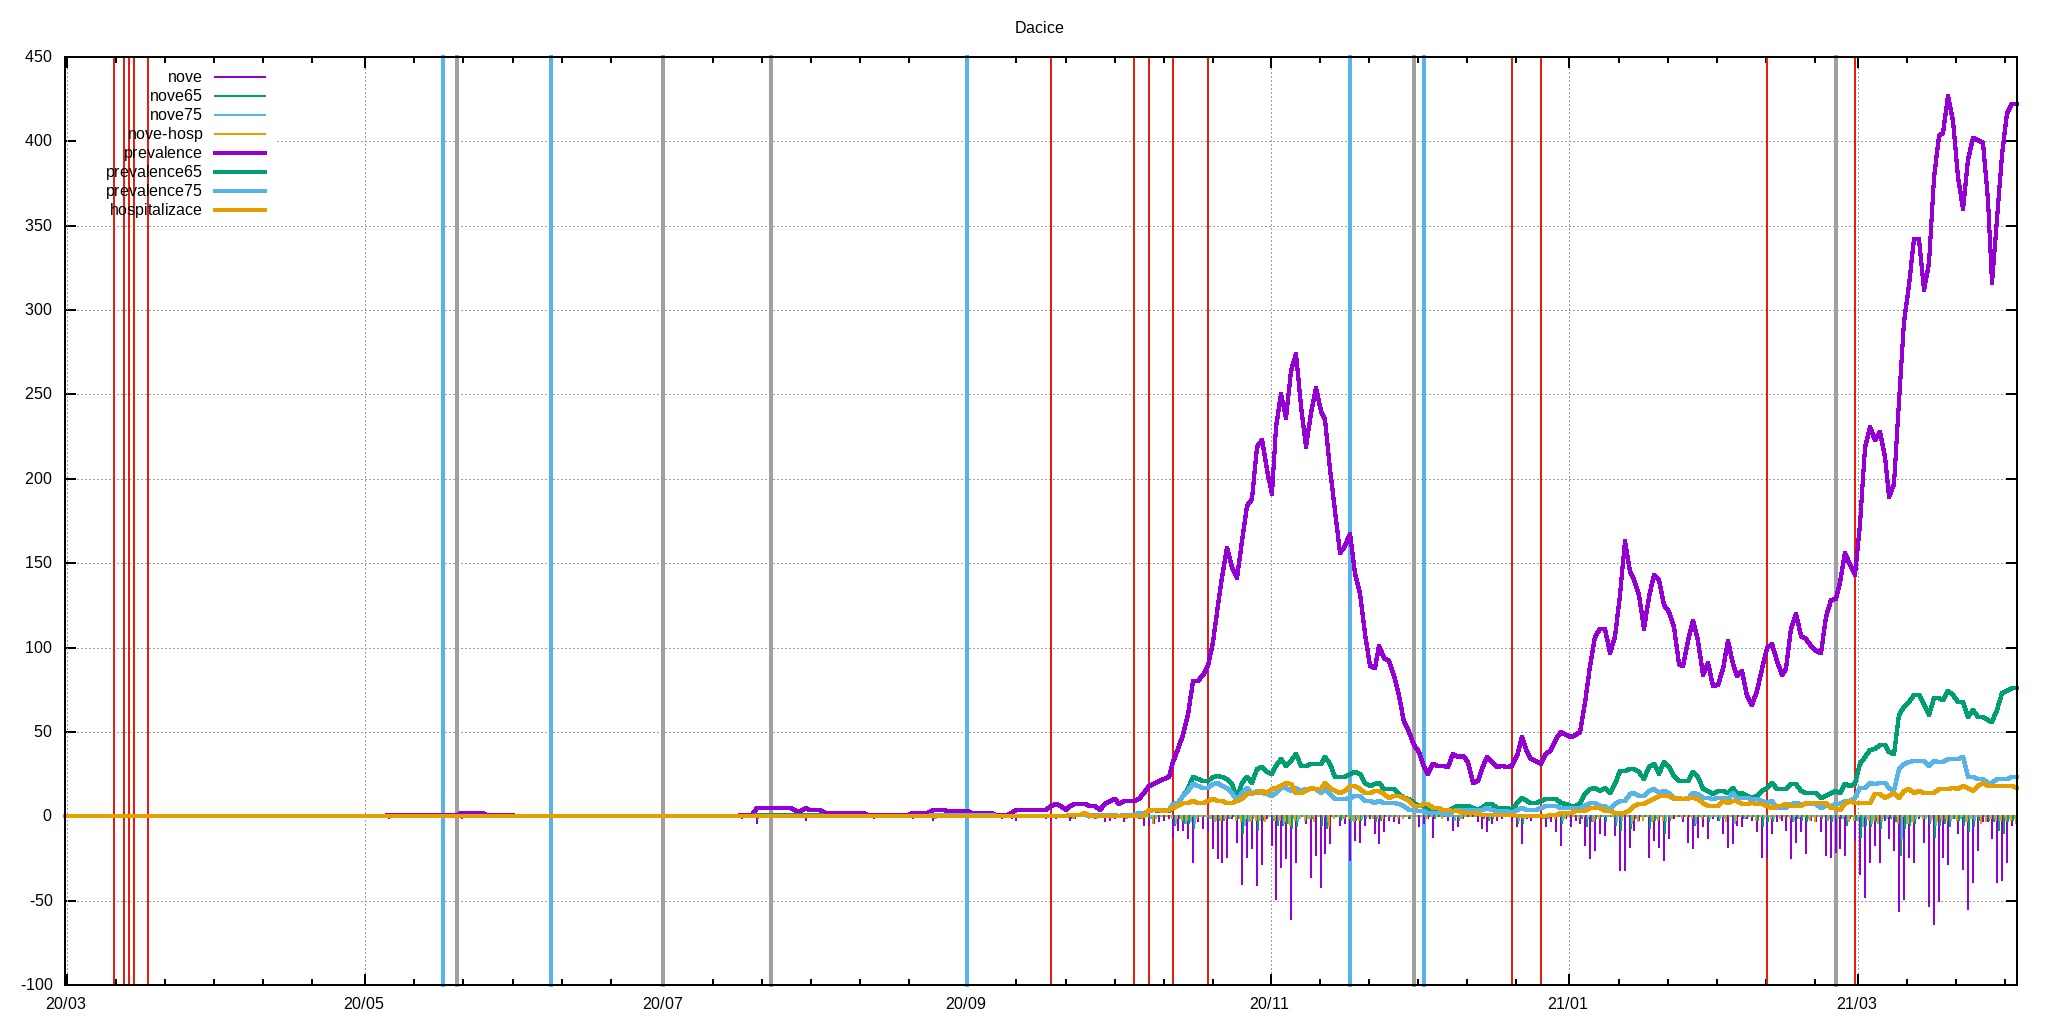 Dacice
450
400
350
300
250
200
150
100
50
0
-50
-100
nove
nove65
nove75
nove-hosp
prevalence
prevalence65
prevalence75
hospitalizace
20/03 20/05 20/07 20/09 20/11 21/01 21/03